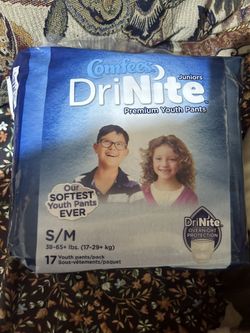 Comfees
Juniors
DriNite
Premium Youth Pants
Our
SOFTEST
Youth Pants
EVER
DriNite
OVERNIGHT
PROTECTION
S/M
38-65+ lbs. (17-29+ kg)
17 Youth pants/pack
Sous-vêtements/paquet